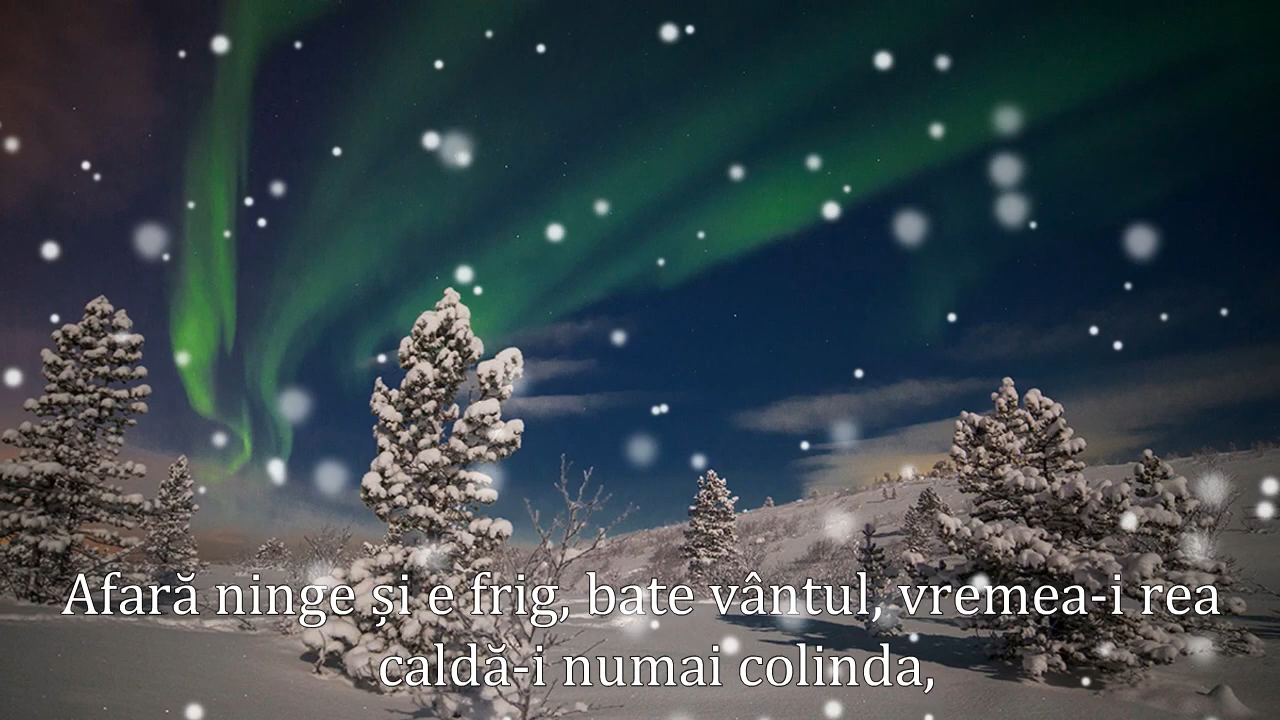 Afară ninge și e frig, bate vântul, vremea-i rea
caldă-i numai colinda,